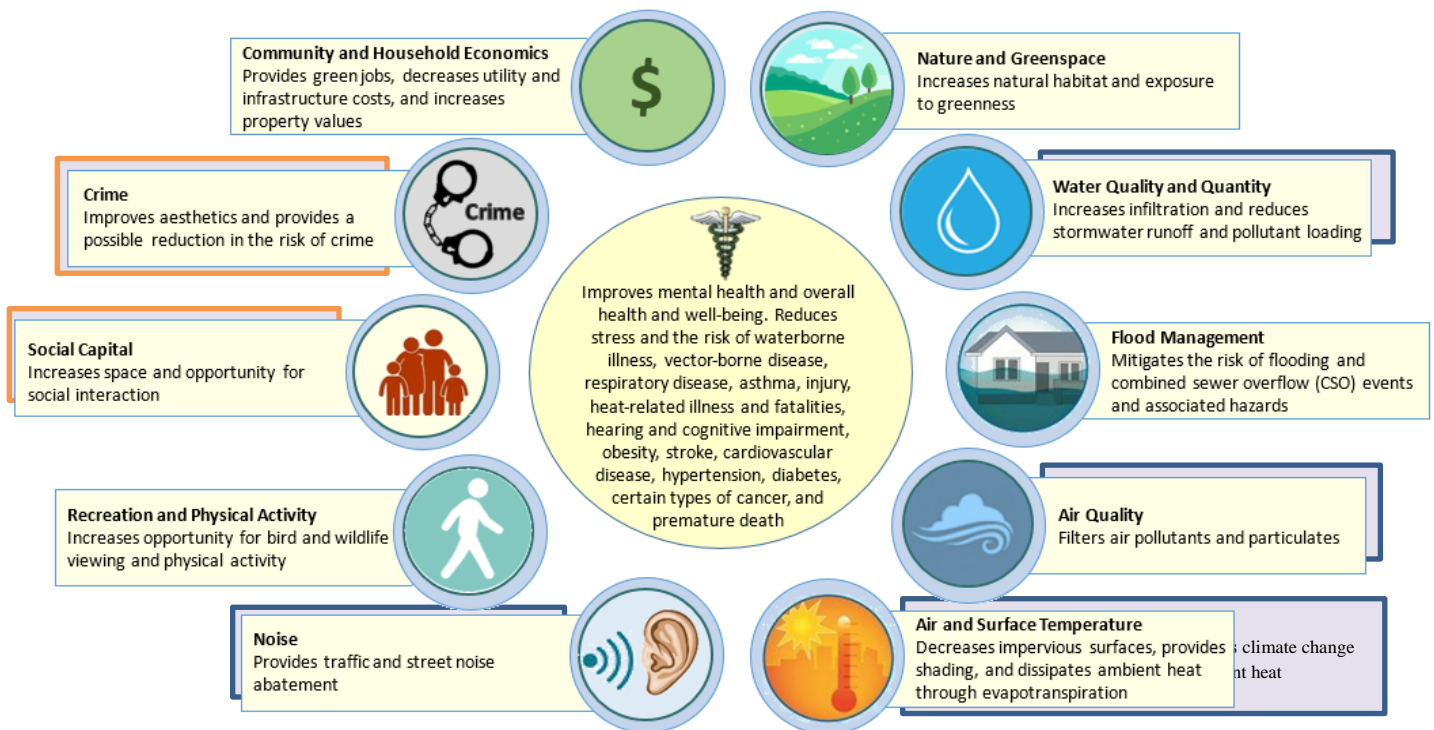 Community and Household Economics
Provides green jobs, decreases utility and
infrastructure costs, and increases
property values
$
Nature and Greenspace
Increases natural habitat and exposure
to greenness
Crime
Improves aesthetics and provides a
possible reduction in the risk of crime
Crime
Water Quality and Quantity
Increases infiltration and reduces
stormwater runoff and pollutant loading
Social Capital
Increases space and opportunity for
social interaction
Improves mental health and overall
health and well-being. Reduces
stress and the risk of waterborne
illness, vector-borne disease,
respiratory disease, asthma, injury,
heat-related illness and fatalities,
hearing and cognitive impairment,
obesity, stroke, cardiovascular
disease, hypertension, diabetes,
certain types of cancer, and
premature death
Flood Management
Mitigates the risk of flooding and
combined sewer overflow (CSO) events
and associated hazards
Recreation and Physical Activity
Increases opportunity for bird and wildlife
viewing and physical activity
Air Quality
Filters air pollutants and particulates
Noise
Provides traffic and street noise
abatement
Air and Surface Temperature
Decreases impervious surfaces, provides
shading, and dissipates ambient heat
through evapotranspiration
climate change
heat